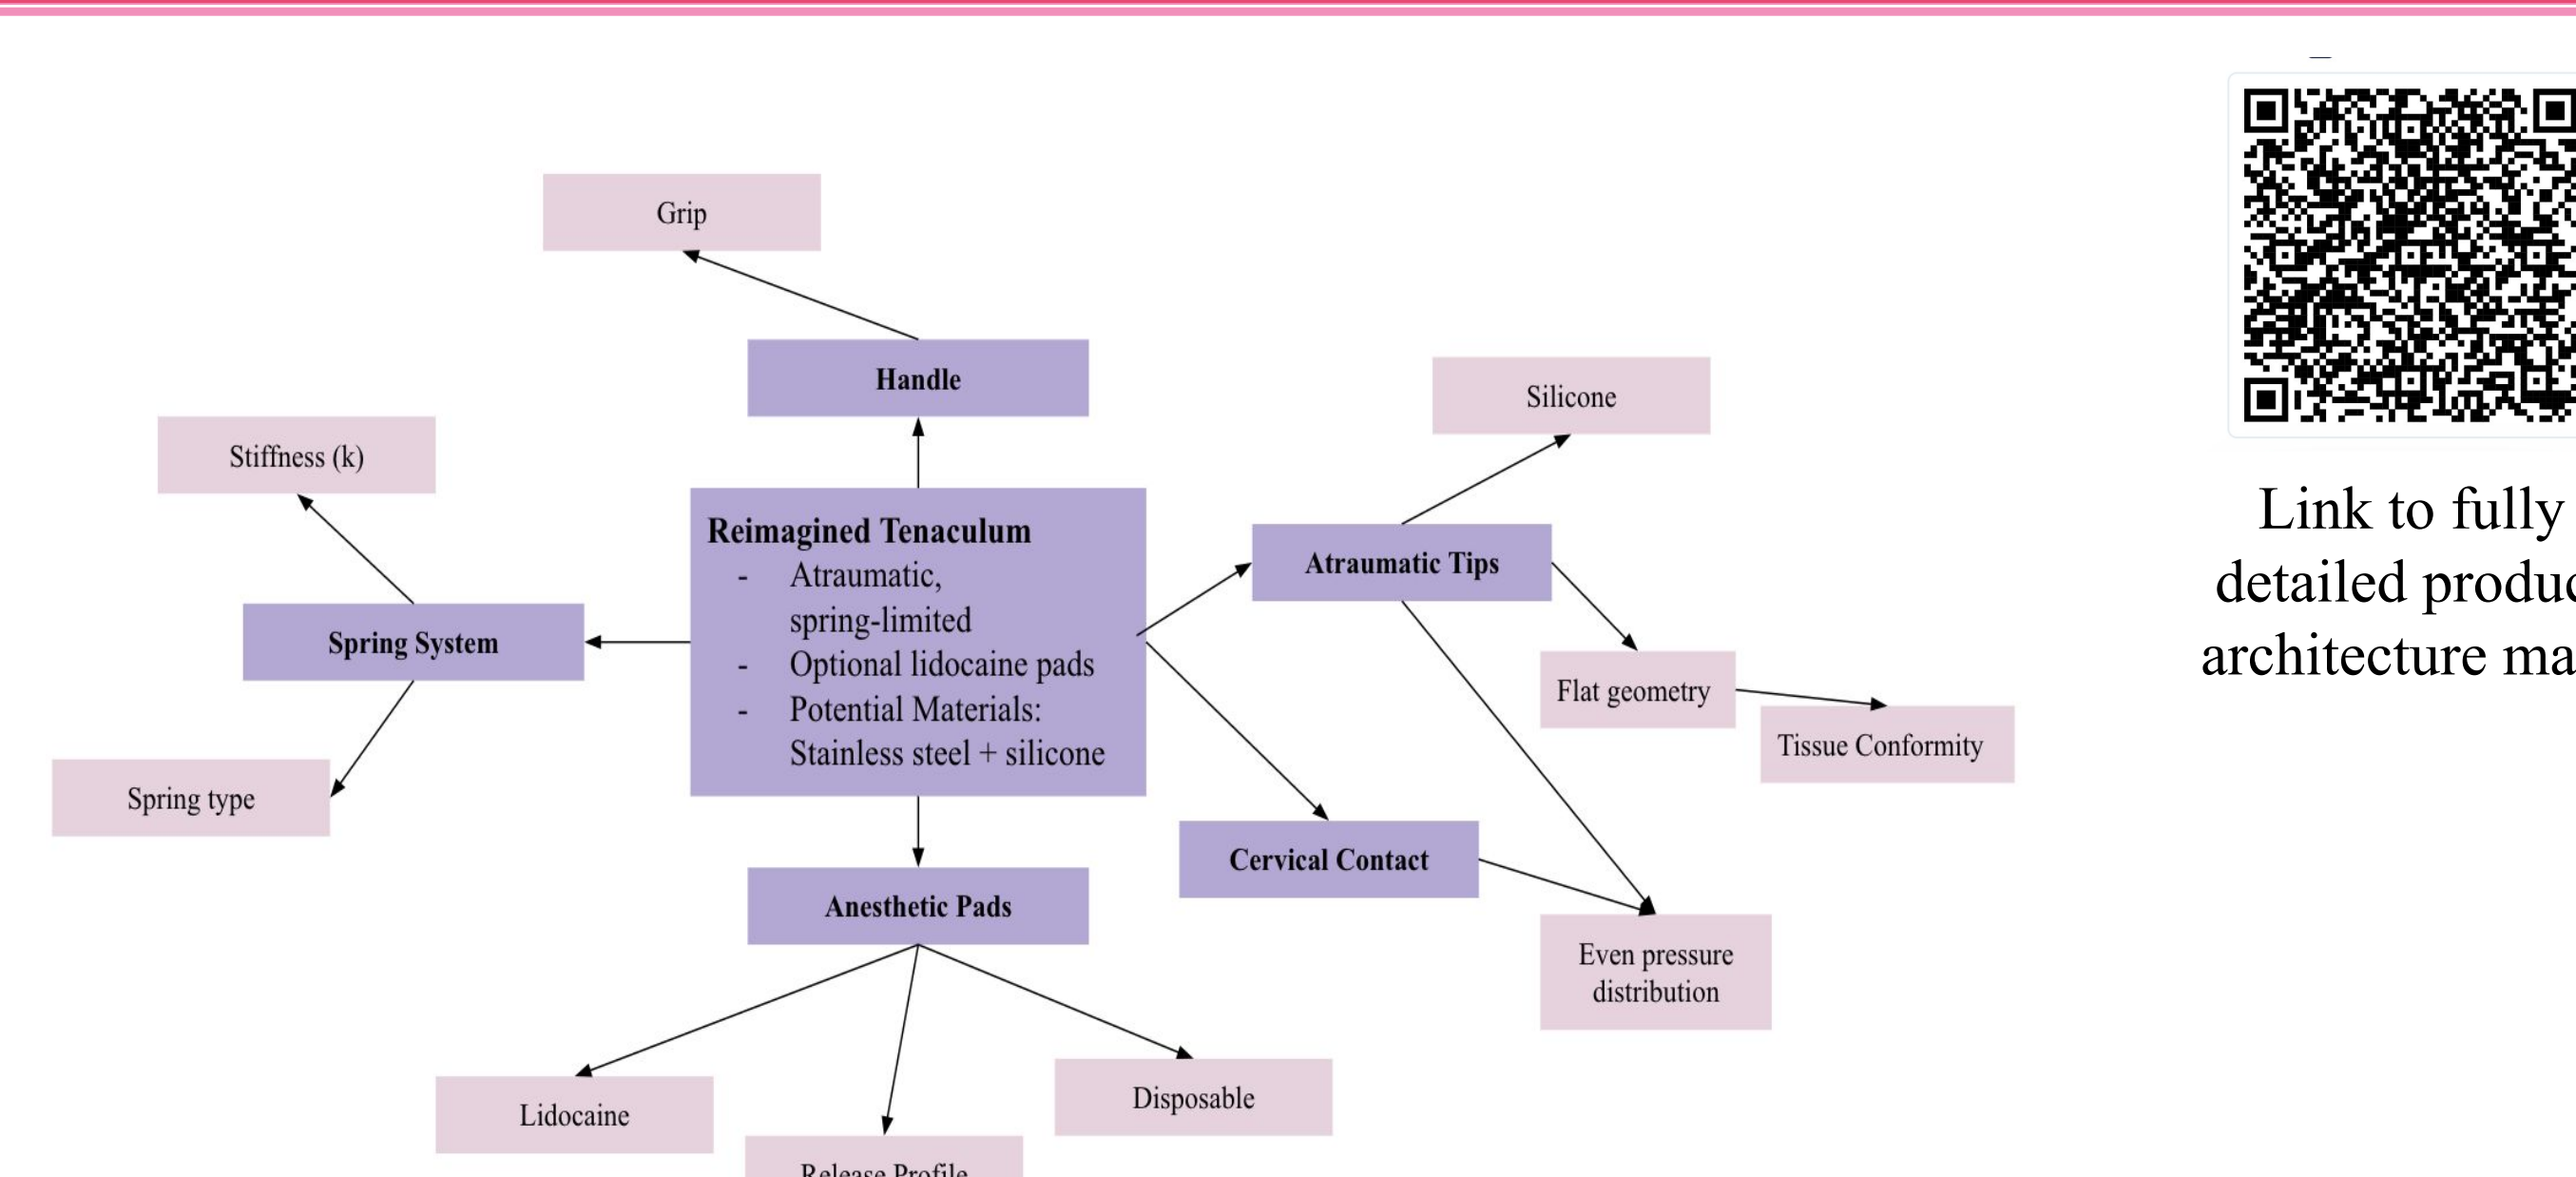 Grip
Handle
Silicone
Stiffness (k)
Link to fully
detailed
architecture
Reimagined Tenaculum
- Atraumatic,
spring-limited
- Optional lidocaine pads
- Potential Materials:
Stainless steel + silicone
Atraumatic Tips
Spring System
Flat geometry
Tissue Conformity
Spring type
Cervical Contact
Anesthetic Pads
Even pressure
distribution
Lidocaine
Disposable
Release Profile